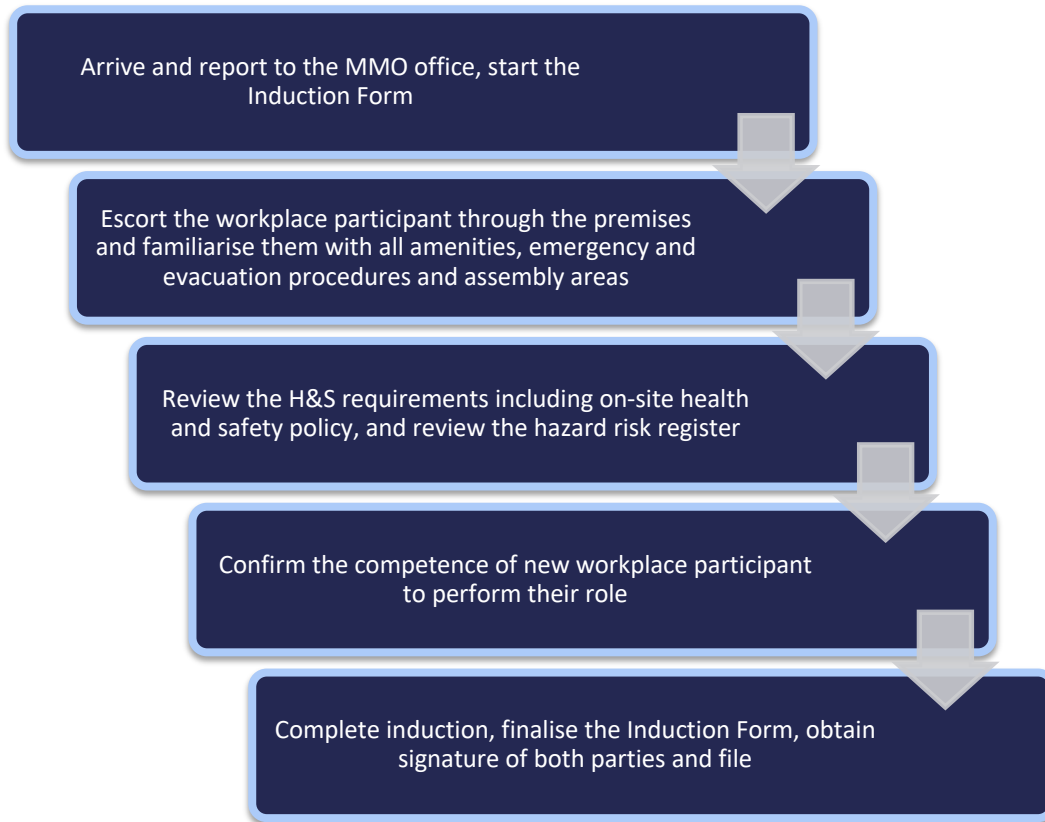 Arrive and report to the MMO office, start the
Induction Form
Escort the workplace participant through the premises
and familiarise them with all amenities, emergency and
evacuation procedures and assembly areas
Review the H&S requirements including on-site health
and safety policy, and review the hazard risk register
Confirm the competence of new workplace participant
to perform their role
Complete induction, finalise the Induction Form, obtain
signature of both parties and file